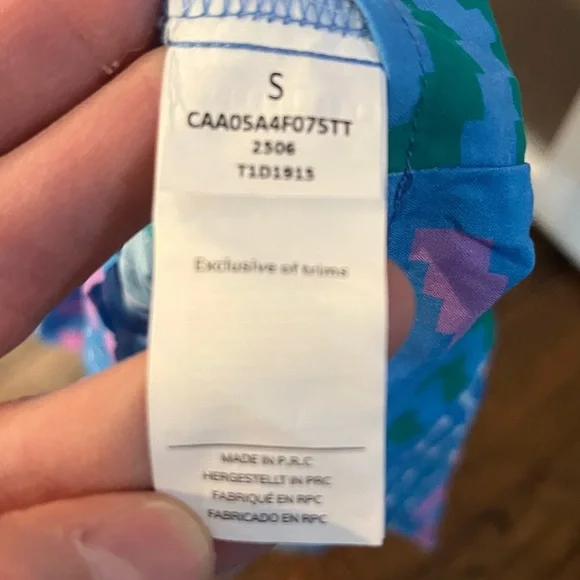 S
CAA05A4F075TT
2506
T1D1915
Exclusive of trims
MADE IN P.R.C
HERGESTELLT IN PRC
FABRIQUÉ EN RPC
FABRICADO EN RPC